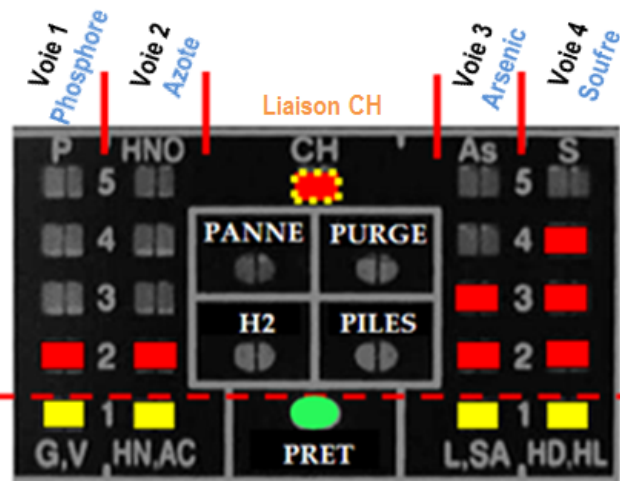 Voie 1
Phosphore
Voie 2
Azote
Liaison CH
Voie 3
Arsenic
Voie 4
Soufre
P HNO CH As S
5 5
4 4
PANNE PURGE
3 3
H2 PILES
2 2
1 1
G,V HN,AC PRET L,SA HD,HL